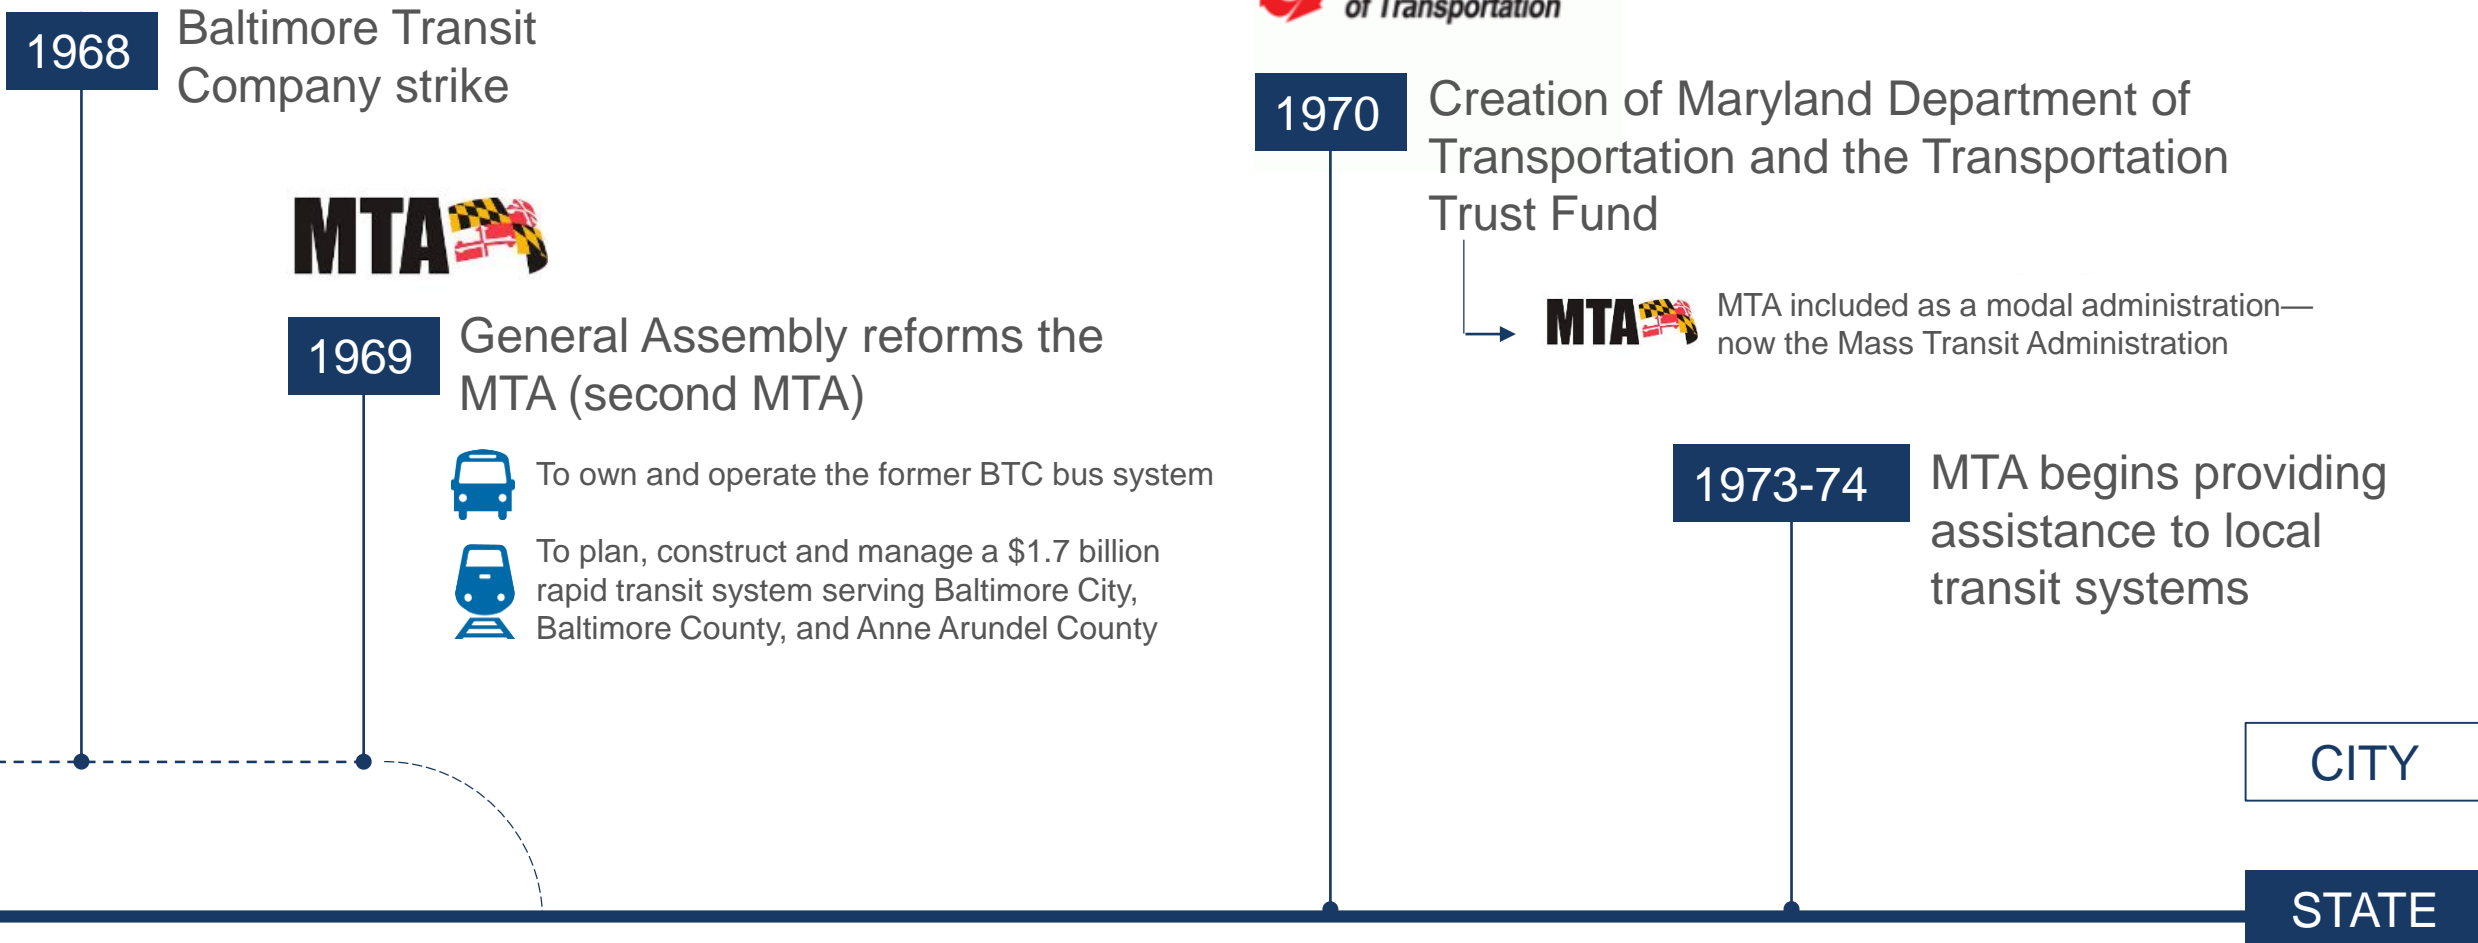 1968
Baltimore Transit
Company strike
MTA
1969
General Assembly reforms the
MTA (second MTA)
To own and operate the former BTC bus system
To plan, construct and manage a $1.7 billion
rapid transit system serving Baltimore City,
Baltimore County, and Anne Arundel County
of Transportation
1970
Creation of Maryland Department of
Transportation and the Transportation
Trust Fund
MTA
MTA included as a modal administration—
now the Mass Transit Administration
1973-74
MTA begins providing
assistance to local
transit systems
CITY
STATE